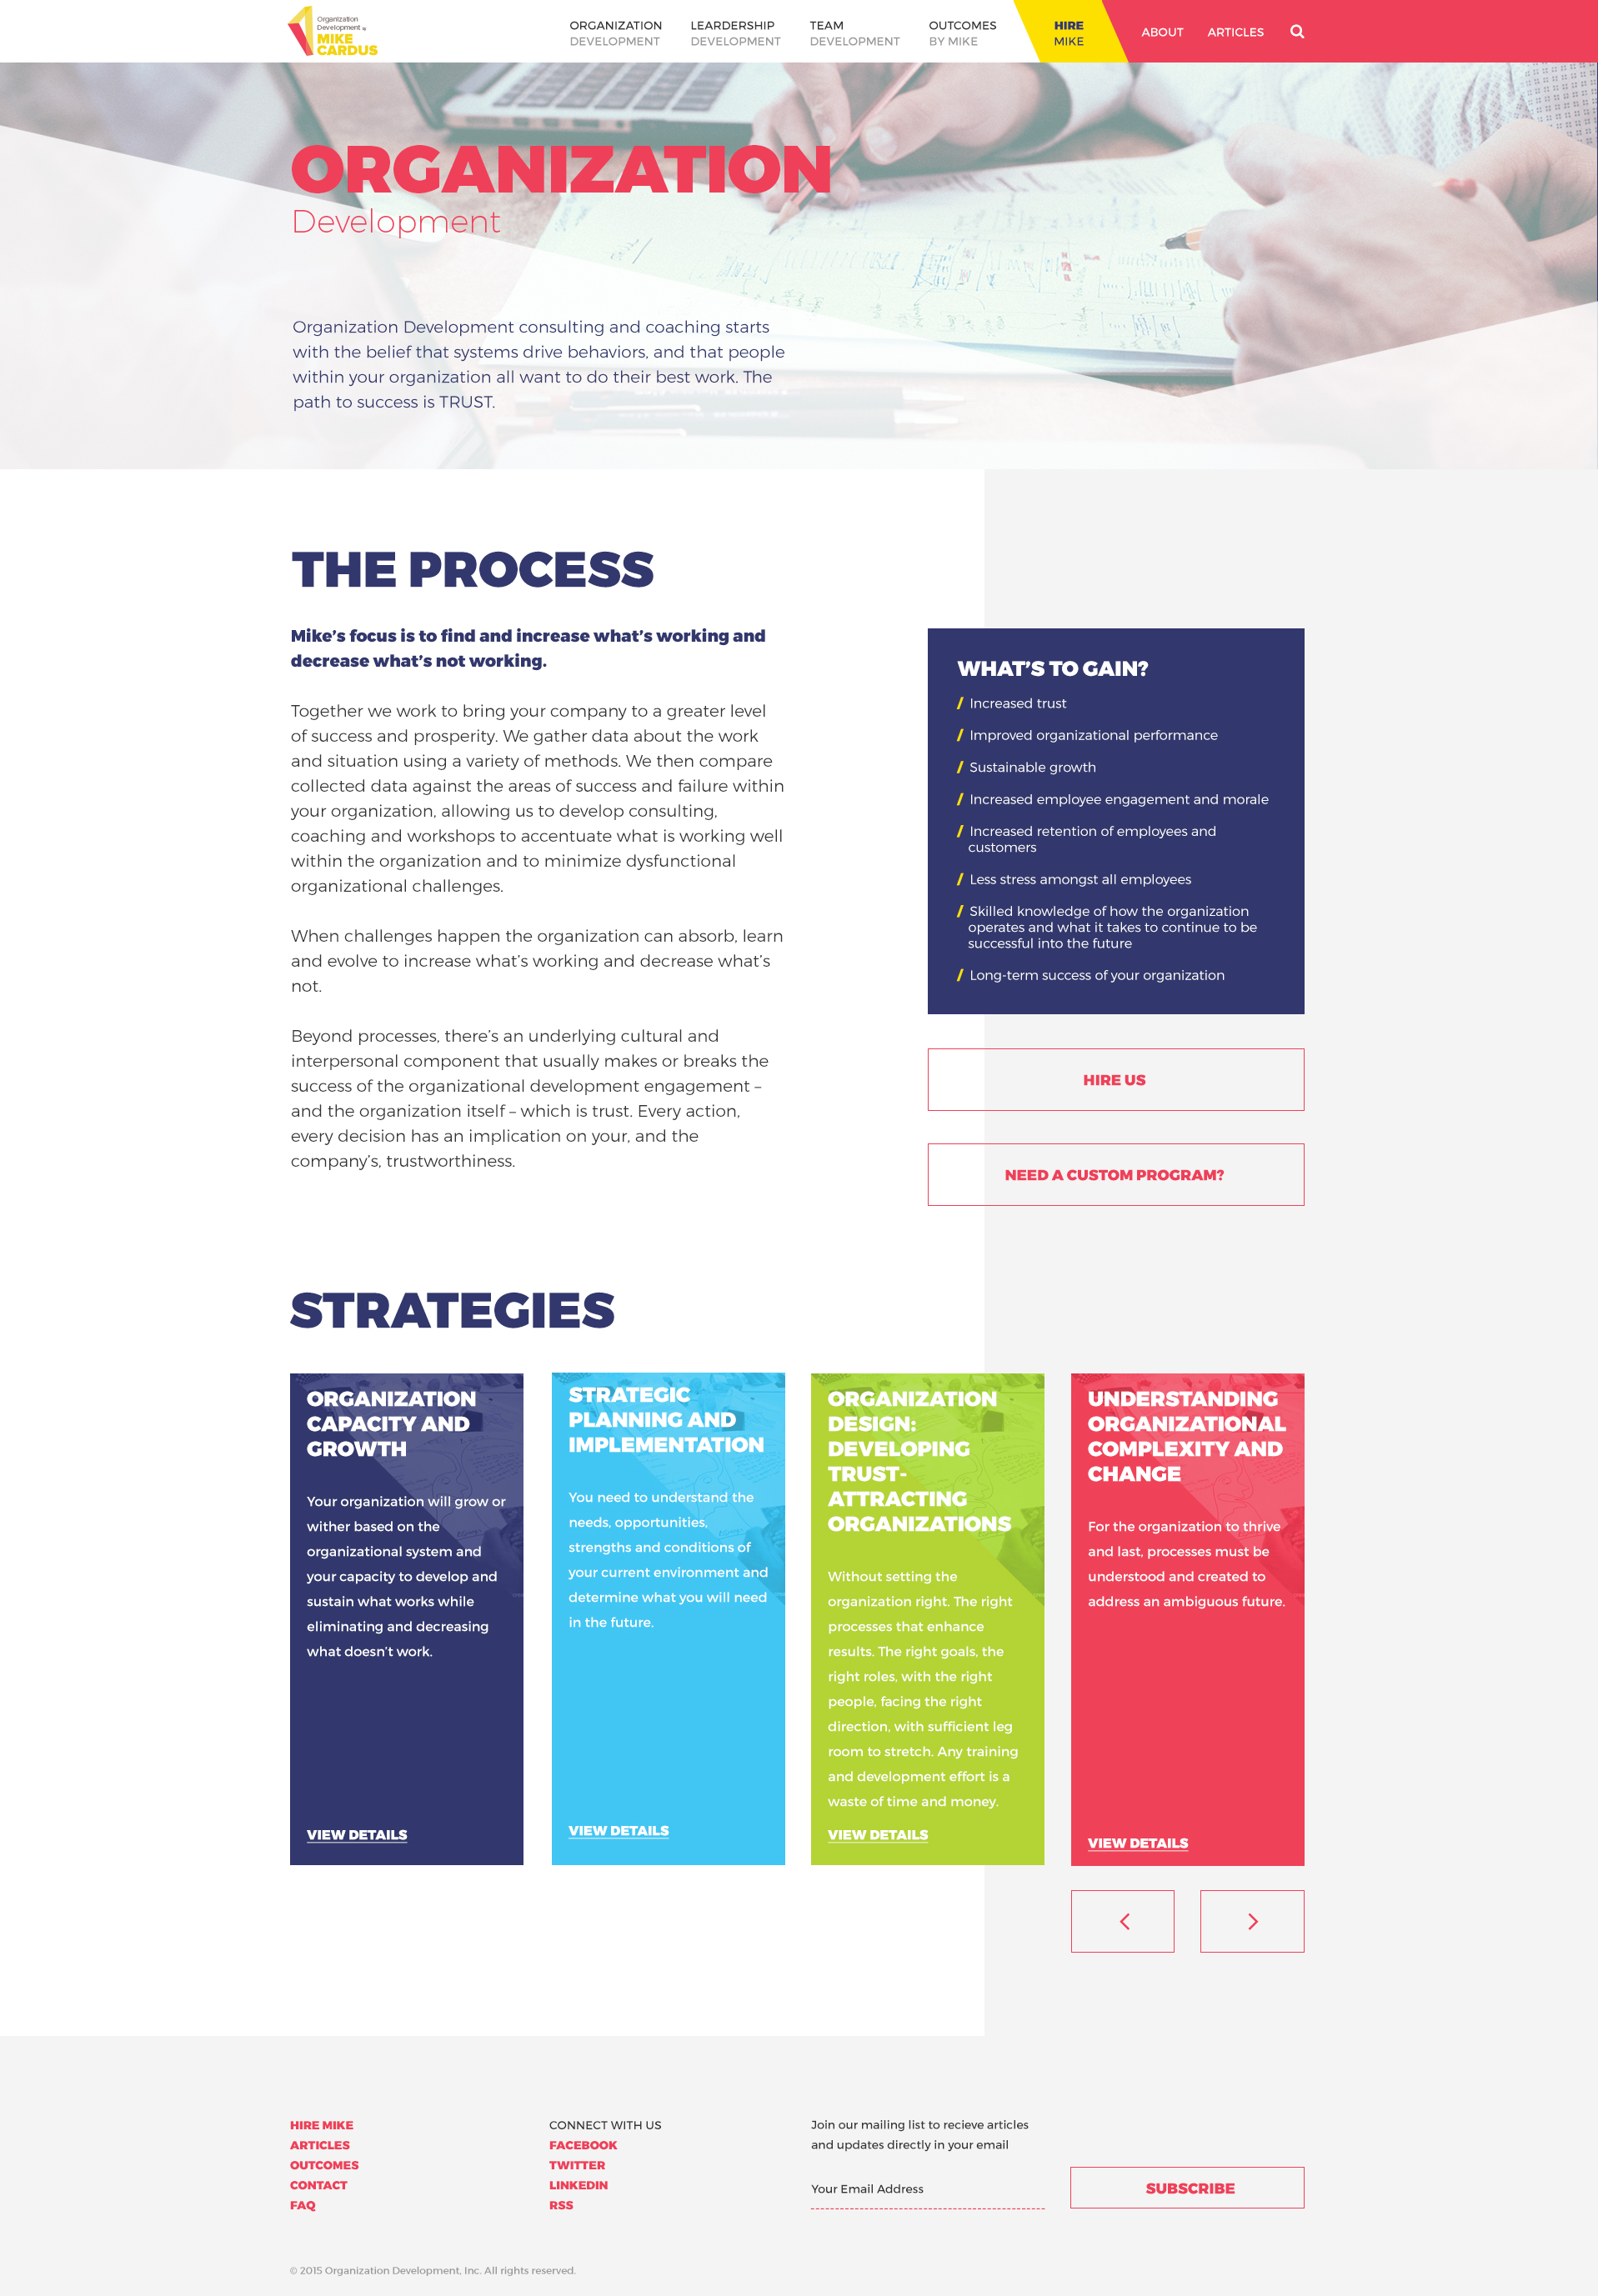 Organization
Development by
MIKE
CARDUS
ORGANIZATION
DEVELOPMENT
LEARDERSHIP
DEVELOPMENT
TEAM
DEVELOPMENT
OUTCOMES
BY MIKE
HIRE
MIKE
ABOUT
ARTICLES
ORGANIZATION
Development
Organization Development consulting and coaching starts
with the belief that systems drive behaviors, and that people
within your organization all want to do their best work. The
path to success is TRUST.
THE PROCESS
Mike's focus is to find and increase what's working and
decrease what's not working.
Together we work to bring your company to a greater level
of success and prosperity. We gather data about the work
and situation using a variety of methods. We then compare
collected data against the areas of success and failure within
your organization, allowing us to develop consulting,
coaching and workshops to accentuate what is working well
within the organization and to minimize dysfunctional
organizational challenges.
When challenges happen the organization can absorb, learn
and evolve to increase what's working and decrease what's
not.
Beyond processes, there's an underlying cultural and
interpersonal component that usually makes or breaks the
success of the organizational development engagement –
and the organization itself – which is trust. Every action,
every decision has an implication on your, and the
company's, trustworthiness.
WHAT'S TO GAIN?
/ Increased trust
/ Improved organizational performance
/ Sustainable growth
/ Increased employee engagement and morale
/ Increased retention of employees and
customers
/ Less stress amongst all employees
/ Skilled knowledge of how the organization
operates and what it takes to continue to be
successful into the future
/ Long-term success of your organization
HIRE US
NEED A CUSTOM PROGRAM?
STRATEGIES
ORGANIZATION
CAPACITY AND
GROWTH
Your organization will grow or
wither based on the
organizational system and
your capacity to develop and
sustain what works while
eliminating and decreasing
what doesn't work.
VIEW DETAILS
STRATEGIC
PLANNING AND
IMPLEMENTATION
You need to understand the
needs, opportunities,
strengths and conditions of
your current environment and
determine what you will need
in the future.
VIEW DETAILS
ORGANIZATION
DESIGN:
DEVELOPING
TRUST-
ATTRACTING
ORGANIZATIONS
Without setting the
organization right. The right
processes that enhance
results. The right goals, the
right roles, with the right
people, facing the right
direction, with sufficient leg
room to stretch. Any training
and development effort is a
waste of time and money.
VIEW DETAILS
UNDERSTANDING
ORGANIZATIONAL
COMPLEXITY AND
CHANGE
For the organization to thrive
and last, processes must be
understood and created to
address an ambiguous future.
VIEW DETAILS
HIRE MIKE
ARTICLES
OUTCOMES
CONTACT
FAQ
CONNECT WITH US
FACEBOOK
TWITTER
LINKEDIN
RSS
Join our mailing list to recieve articles
and updates directly in your email
Your Email Address
SUBSCRIBE
© 2015 Organization Development, Inc. All rights reserved.